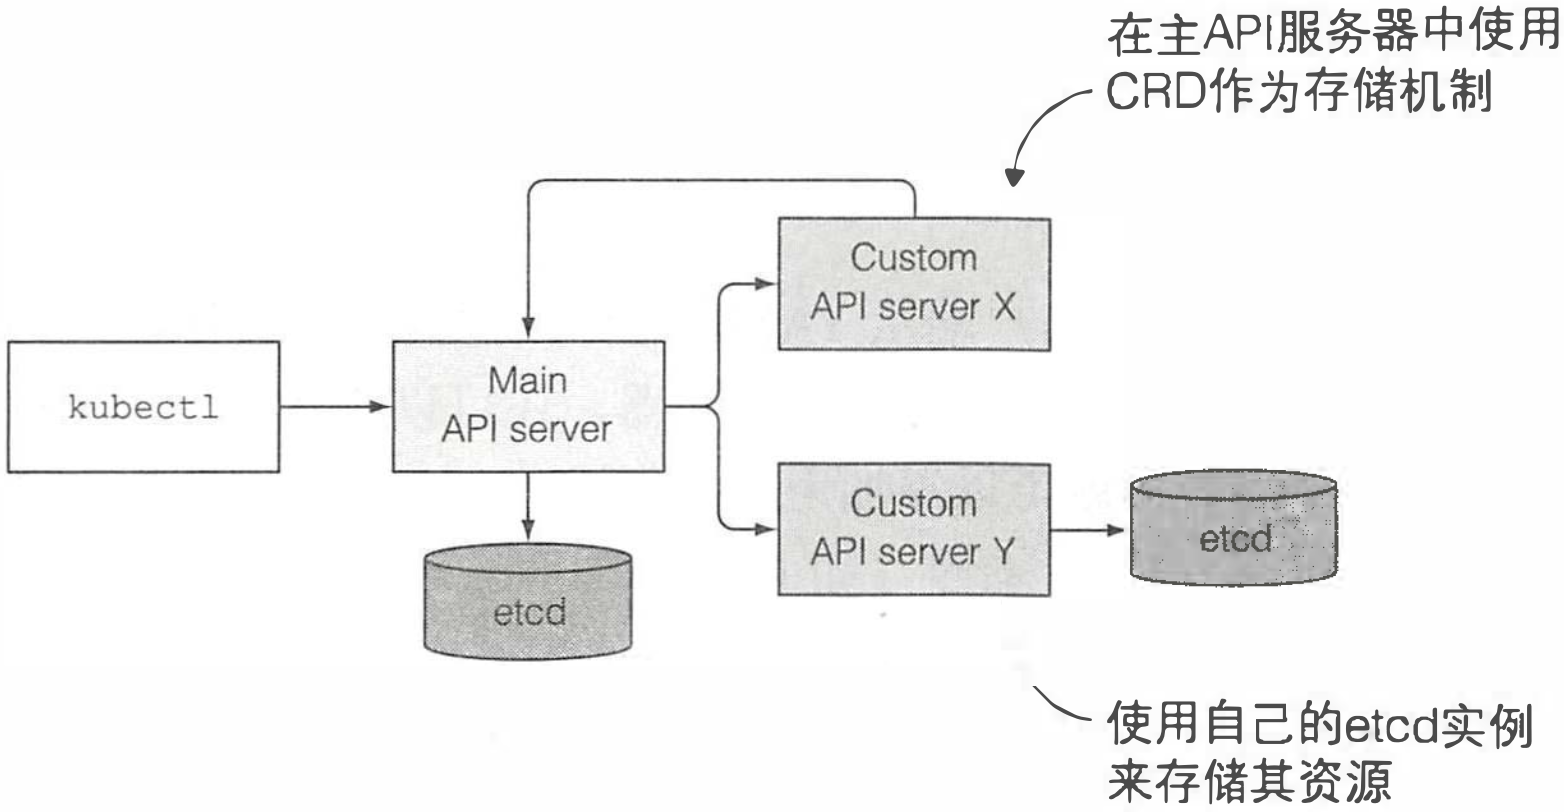 在主API服务器中使用
CRD作为存储机制
Custom
API server X
Main
API server
kubectl
Custom
API server Y
etcd
etcd
使用自己的etcd实例
来存储其资源